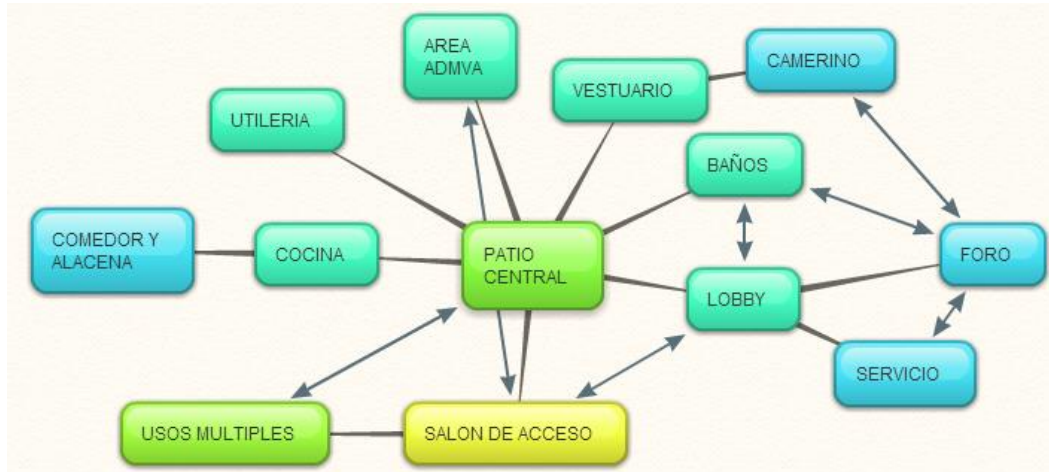 AREA
ADMVA
CAMERINO
VESTUARIO
UTILERIA
BAÑOS
COMEDOR Y
ALACENA
COCINA
PATIO
CENTRAL
FORO
LOBBY
SERVICIO
USOS MULTIPLES
SALON DE ACCESO